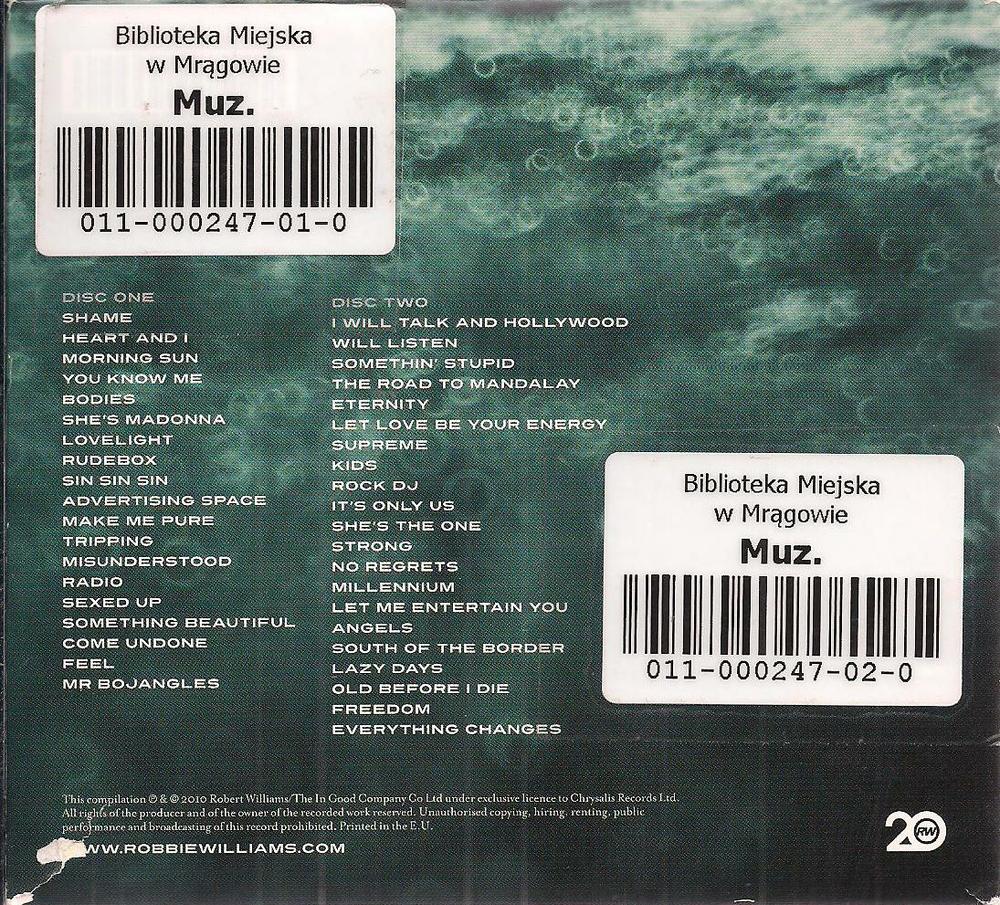 Biblioteka Miejska
w Mrągowie
Muz.
011-000247-01-0
DISC ONE
SHAME
HEART AND I
MORNING SUN
YOU KNOW ME
BODIES
SHE'S MADONNA
LOVELIGHT
RUDEBOX
SIN SIN SIN
ADVERTISING SPACE
MAKE ME PURE
TRIPPING
MISUNDERSTOOD
RADIO
SEXED UP
SOMETHING BEAUTIFUL
COME UNDONE
FEEL
MR BOJANGLES
DISC TWO
I WILL TALK AND HOLLYWOOD
WILL LISTEN
SOMETHIN' STUPID
THE ROAD TO MANDALAY
ETERNITY
LET LOVE BE YOUR ENERGY
SUPREME
KIDS
ROCK DJ
IT'S ONLY US
SHE'S THE ONE
STRONG
NO REGRETS
MILLENNIUM
LET ME ENTERTAIN YOU
ANGELS
SOUTH OF THE BORDER
LAZY DAYS
OLD BEFORE I DIE
FREEDOM
EVERYTHING CHANGES
Biblioteka Miejska
w Mrągowie
Muz.
011-000247-02-0
This compilation ℗ & © 2010 Robert Williams/The In Good Company Co Ltd under exclusive licence to Chrysalis Records Ltd.
All rights of the producer and of the owner of the recorded work reserved. Unauthorised copying, hiring, renting, public
performance and broadcasting of this record prohibited. Printed in the E.U.
WW.ROBBIEWILLIAMS.COM
20 RW